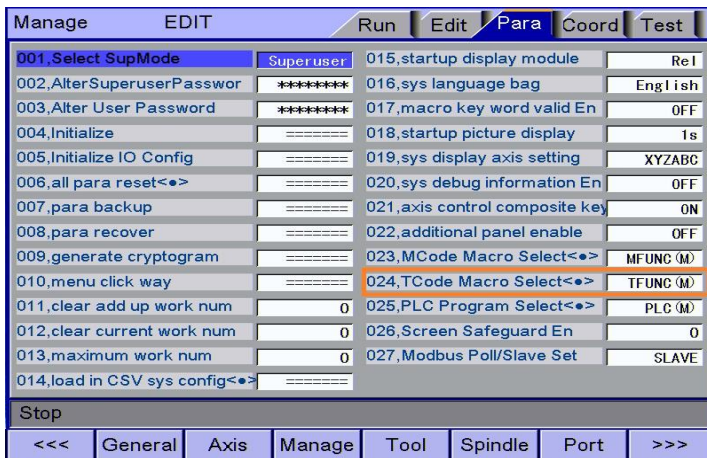 Manage EDIT Run Edit Para Coord Test
001,Select SupMode Superuser
002,AlterSuperuserPasswor ********
003,Alter User Password ********
004,Initialize =======
005,Initialize IO Config =======
006,all para reset<●> =======
007,para backup =======
008,para recover =======
009,generate cryptogram =======
010,menu click way =======
011,clear add up work num 0
012,clear current work num 0
013,maximum work num 0
014,load in CSV sys config<●> =======
015,startup display module Rel
016,sys language bag English
017,macro key word valid En OFF
018,startup picture display 1s
019,sys display axis setting XYZABC
020,sys debug information En OFF
021,axis control composite key ON
022,additional panel enable OFF
023,MCode Macro Select<●> MFUNC(M)
024,TCode Macro Select<●> TFUNC(M)
025,PLC Program Select<●> PLC(M)
026,Screen Safeguard En 0
027,Modbus Poll/Slave Set SLAVE
Stop
<<< General Axis Manage Tool Spindle Port >>>